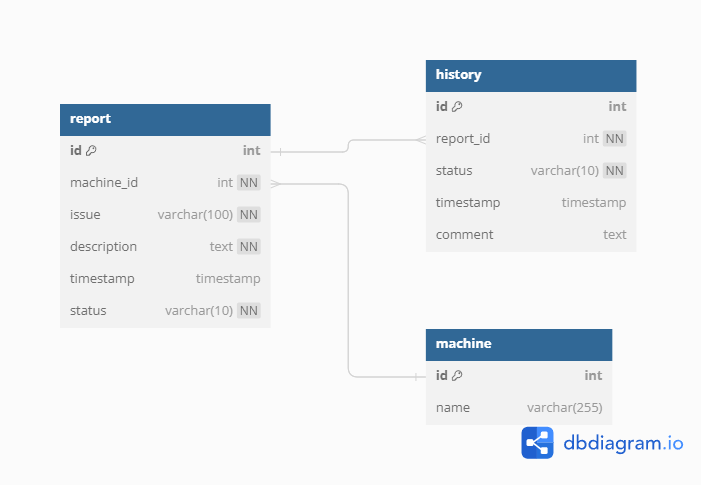 report
id int
machine_id int NN
issue varchar(100) NN
description text NN
timestamp timestamp
status varchar(10) NN
history
id int
report_id int NN
status varchar(10) NN
timestamp timestamp
comment text
machine
id int
name varchar(255)
dbdiagram.io